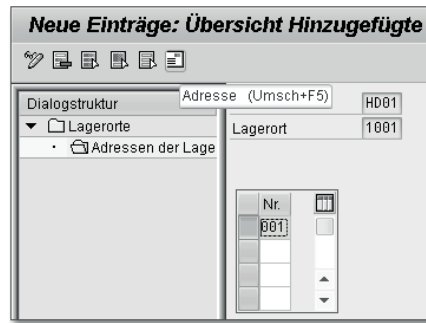 Neue Einträge: Übersicht Hinzugefügte
Adresse (Umsch+F5)
Dialogstruktur
HD01
Lagerorte
Lagerort 1001
Adressen der Lage
Nr.
001